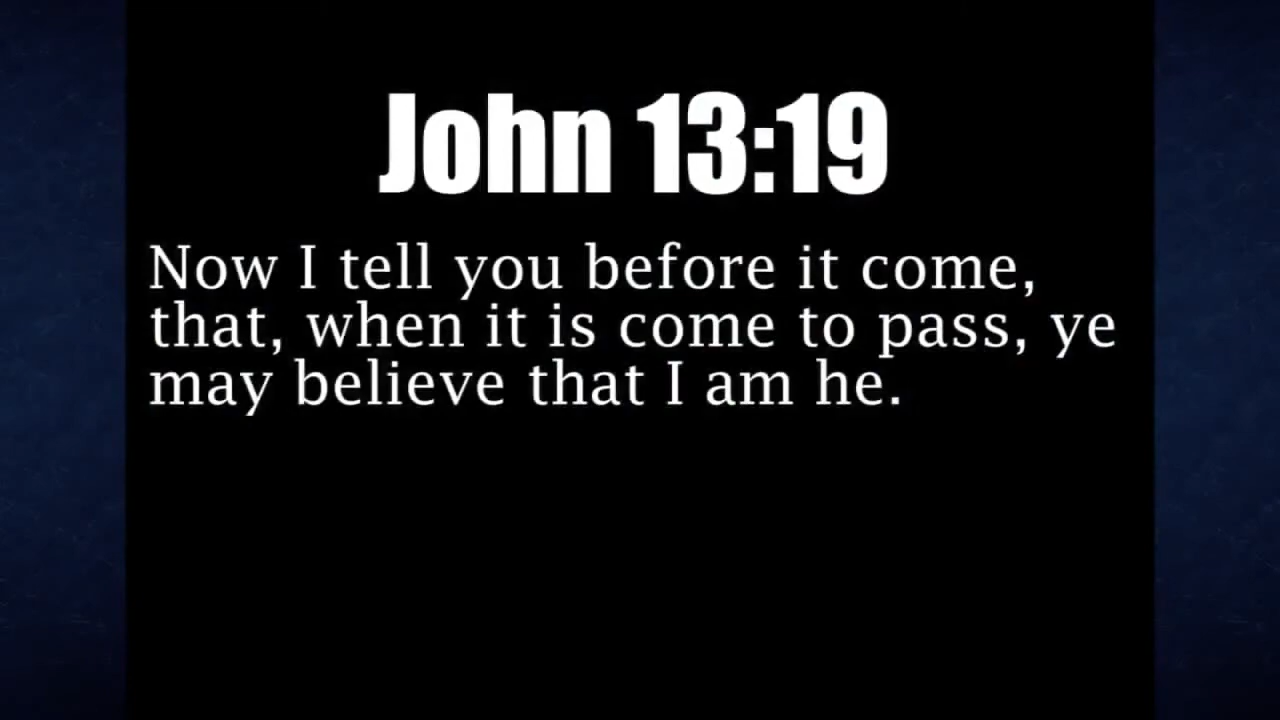 John 13:19
Now I tell you before it come,
that, when it is come to pass, ye
may believe that I am he.